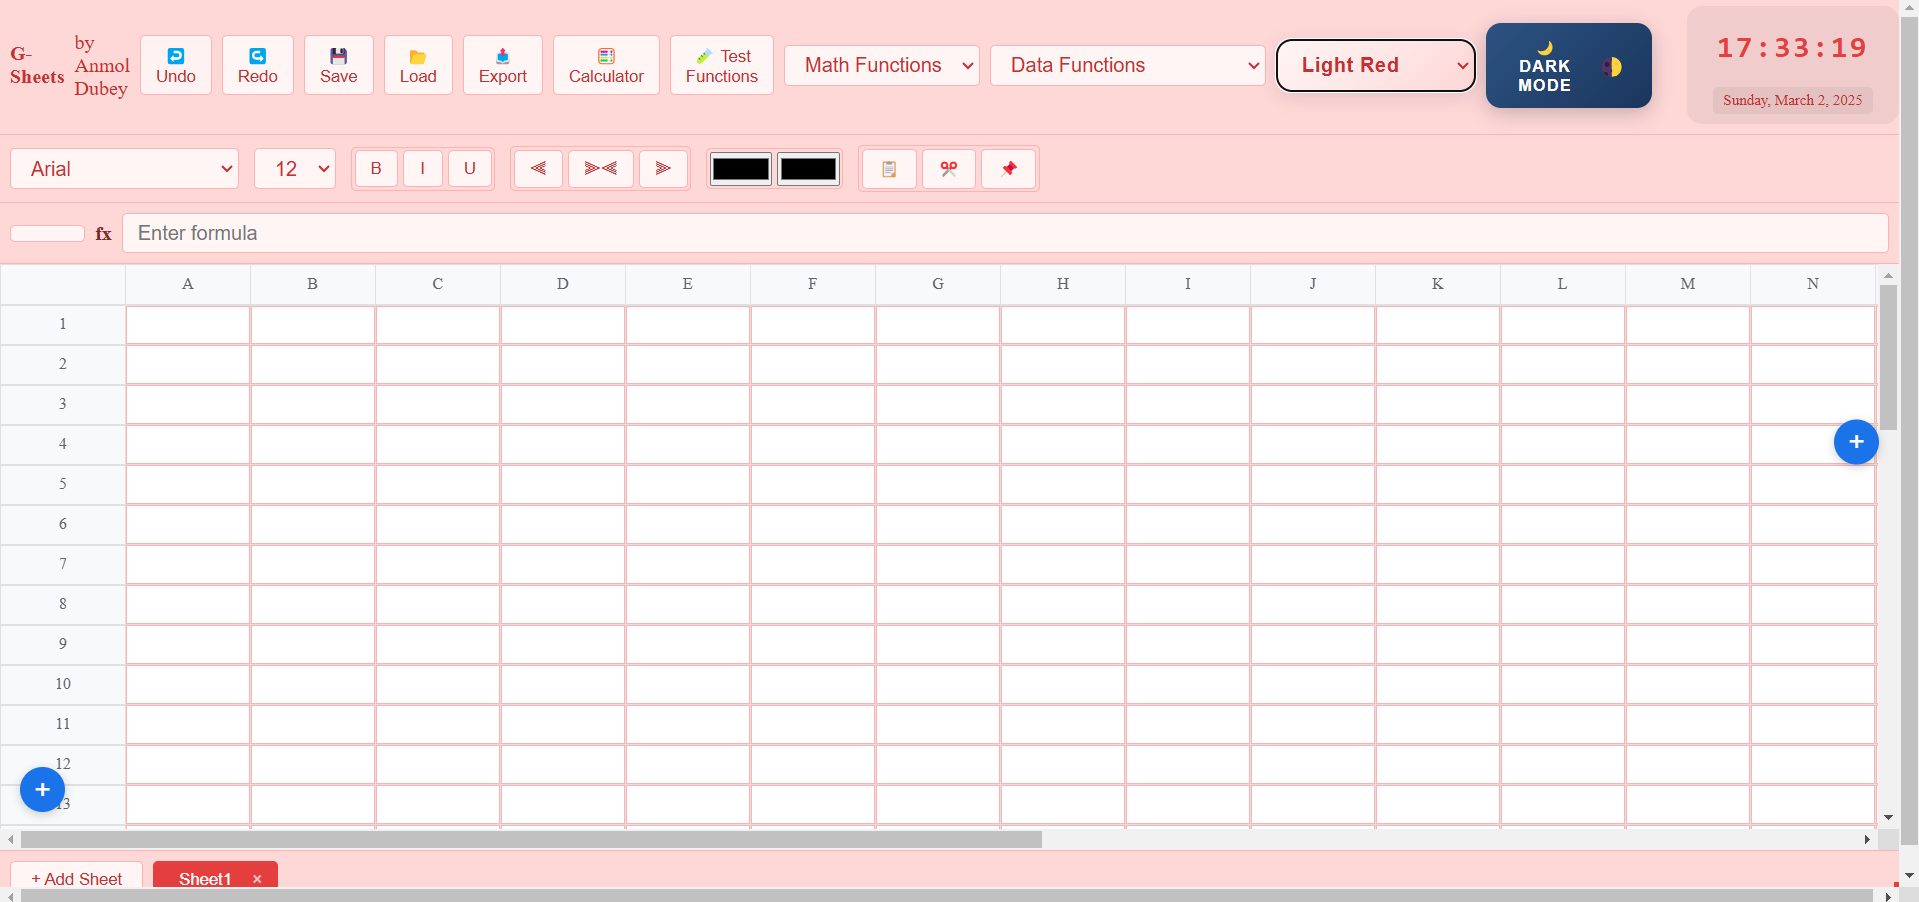 G-Sheets
by Anmol Dubey
Undo
Redo
Save
Load
Export
Calculator
Test Functions
Math Functions
Data Functions
Light Red
DARK MODE
17:33:19
Sunday, March 2, 2025
Arial
12
B
I
U
fx
Enter formula
A B C D E F G H I J K L M N
1
2
3
4
+
5
6
7
8
9
10
11
12
+
13
+ Add Sheet
Sheet1 ×